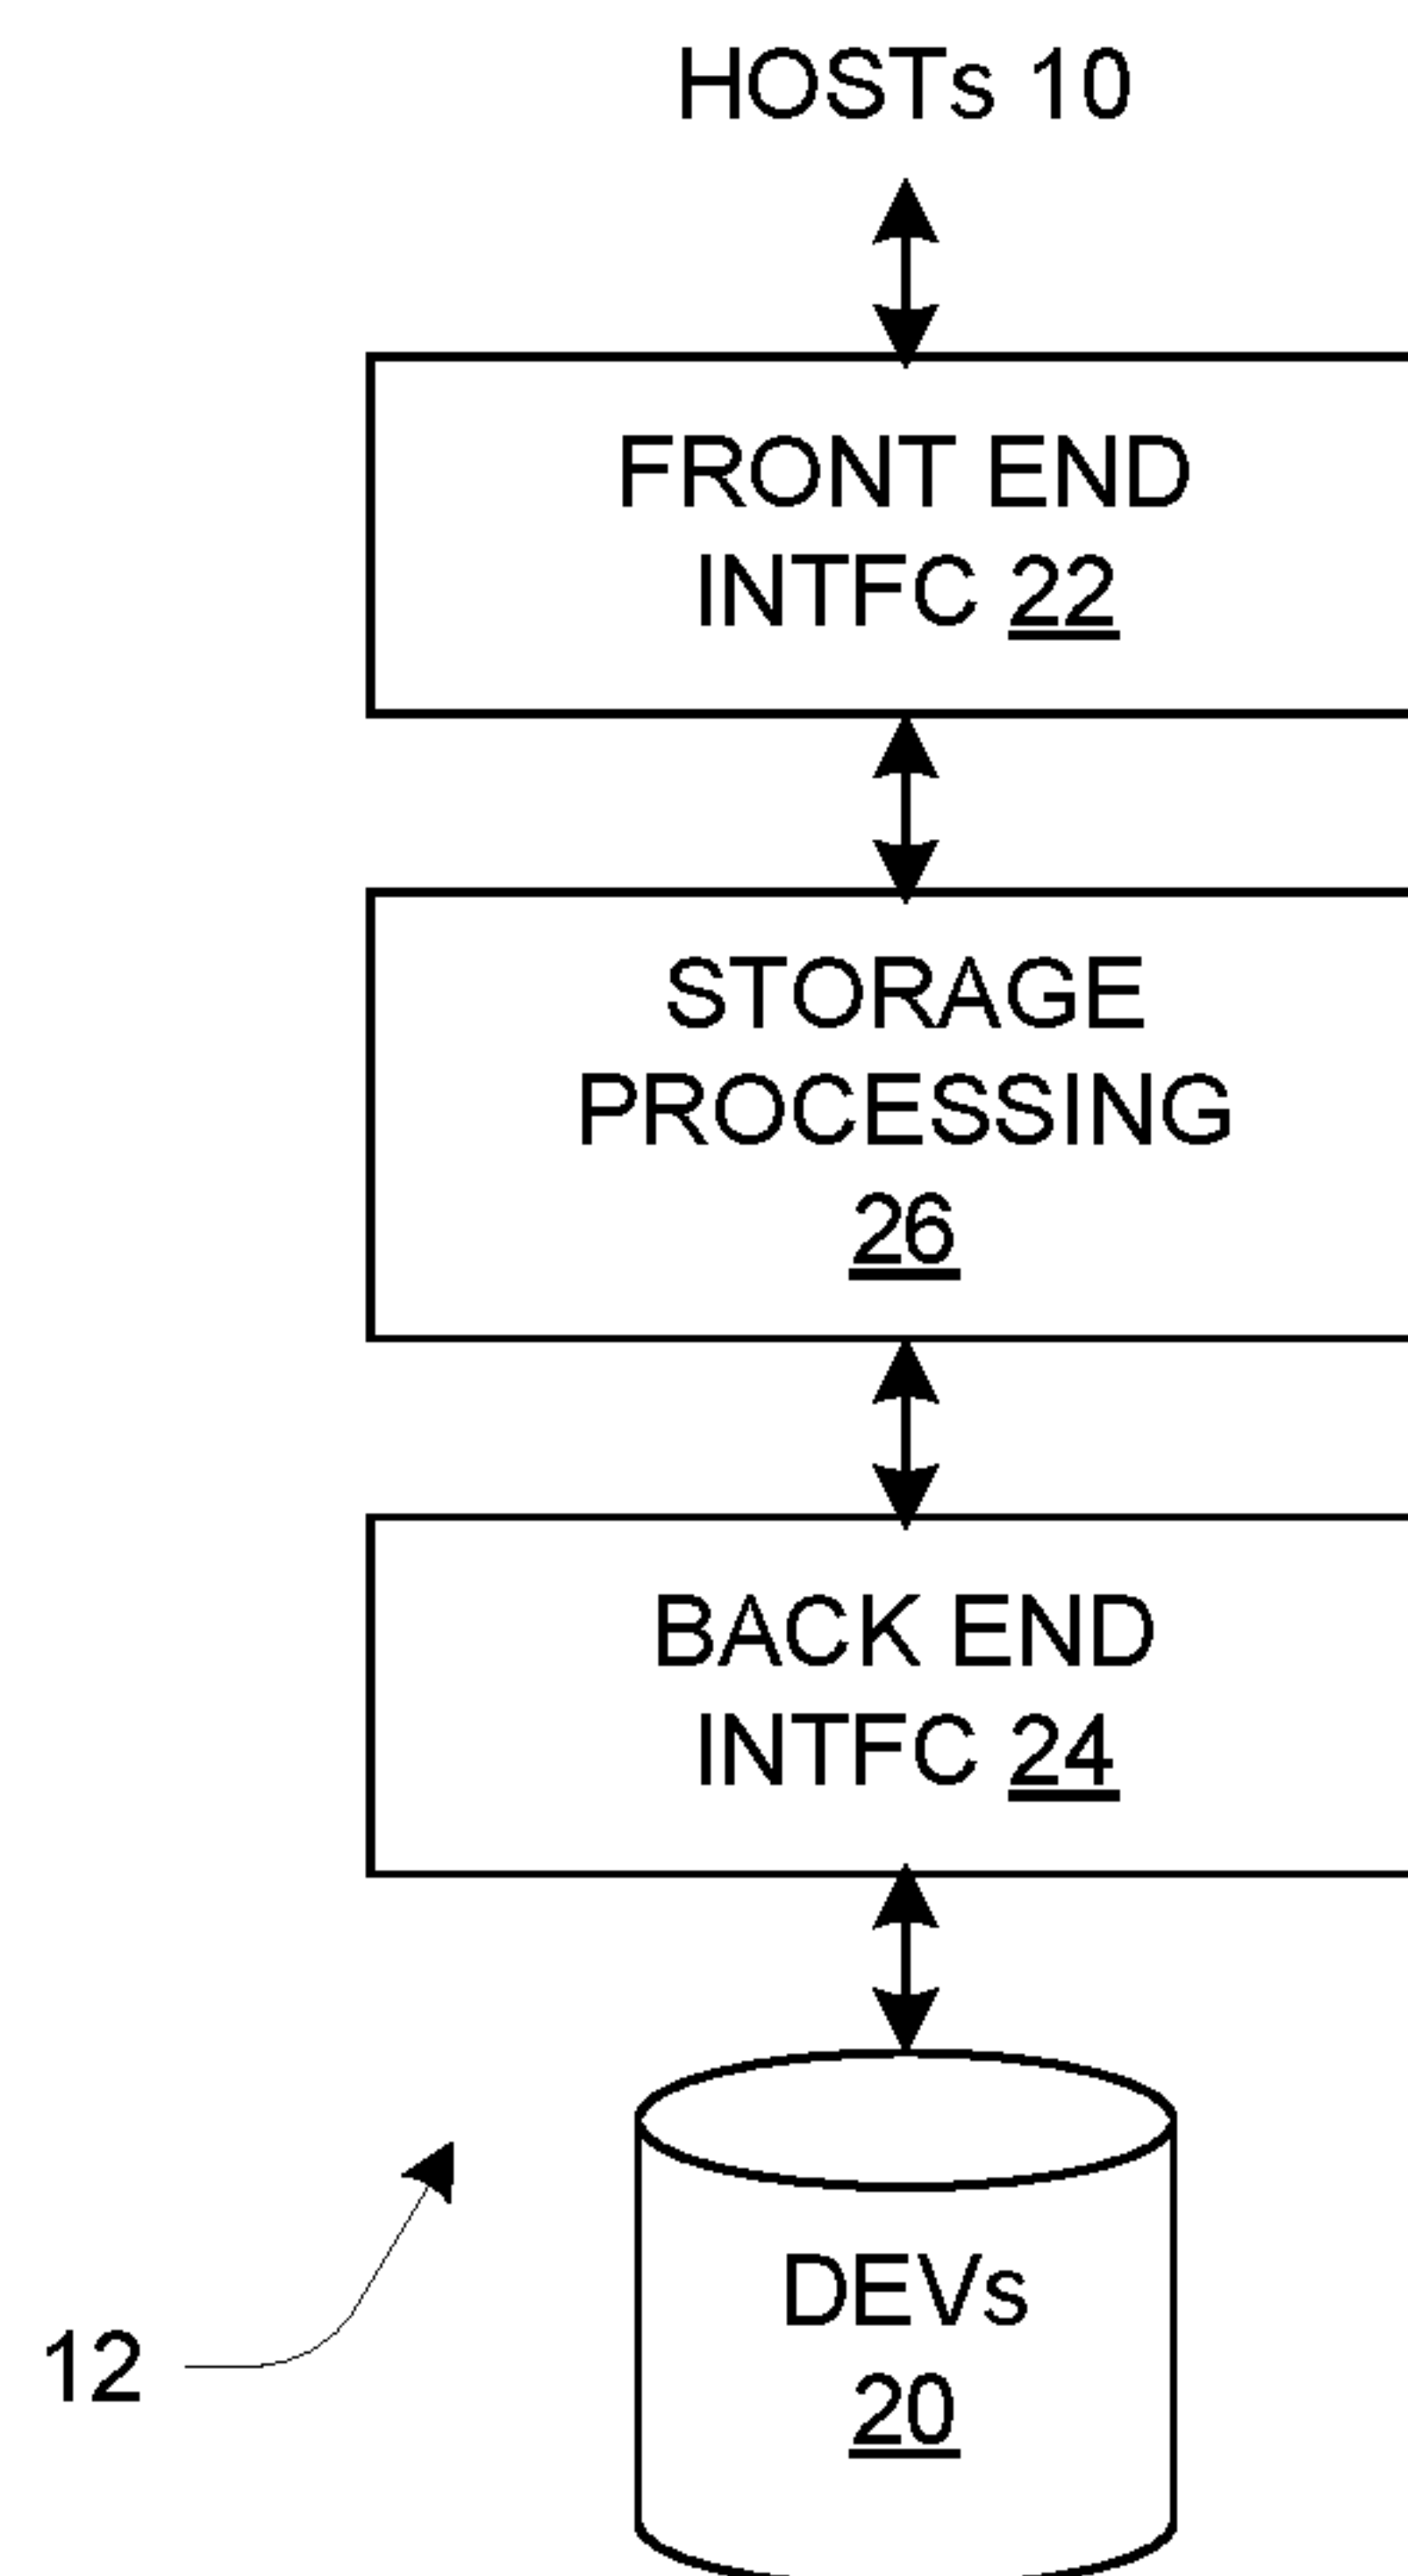 HOSTs 10
FRONT END
INTFC 22
STORAGE
PROCESSING
26
BACK END
INTFC 24
DEVs
20
12